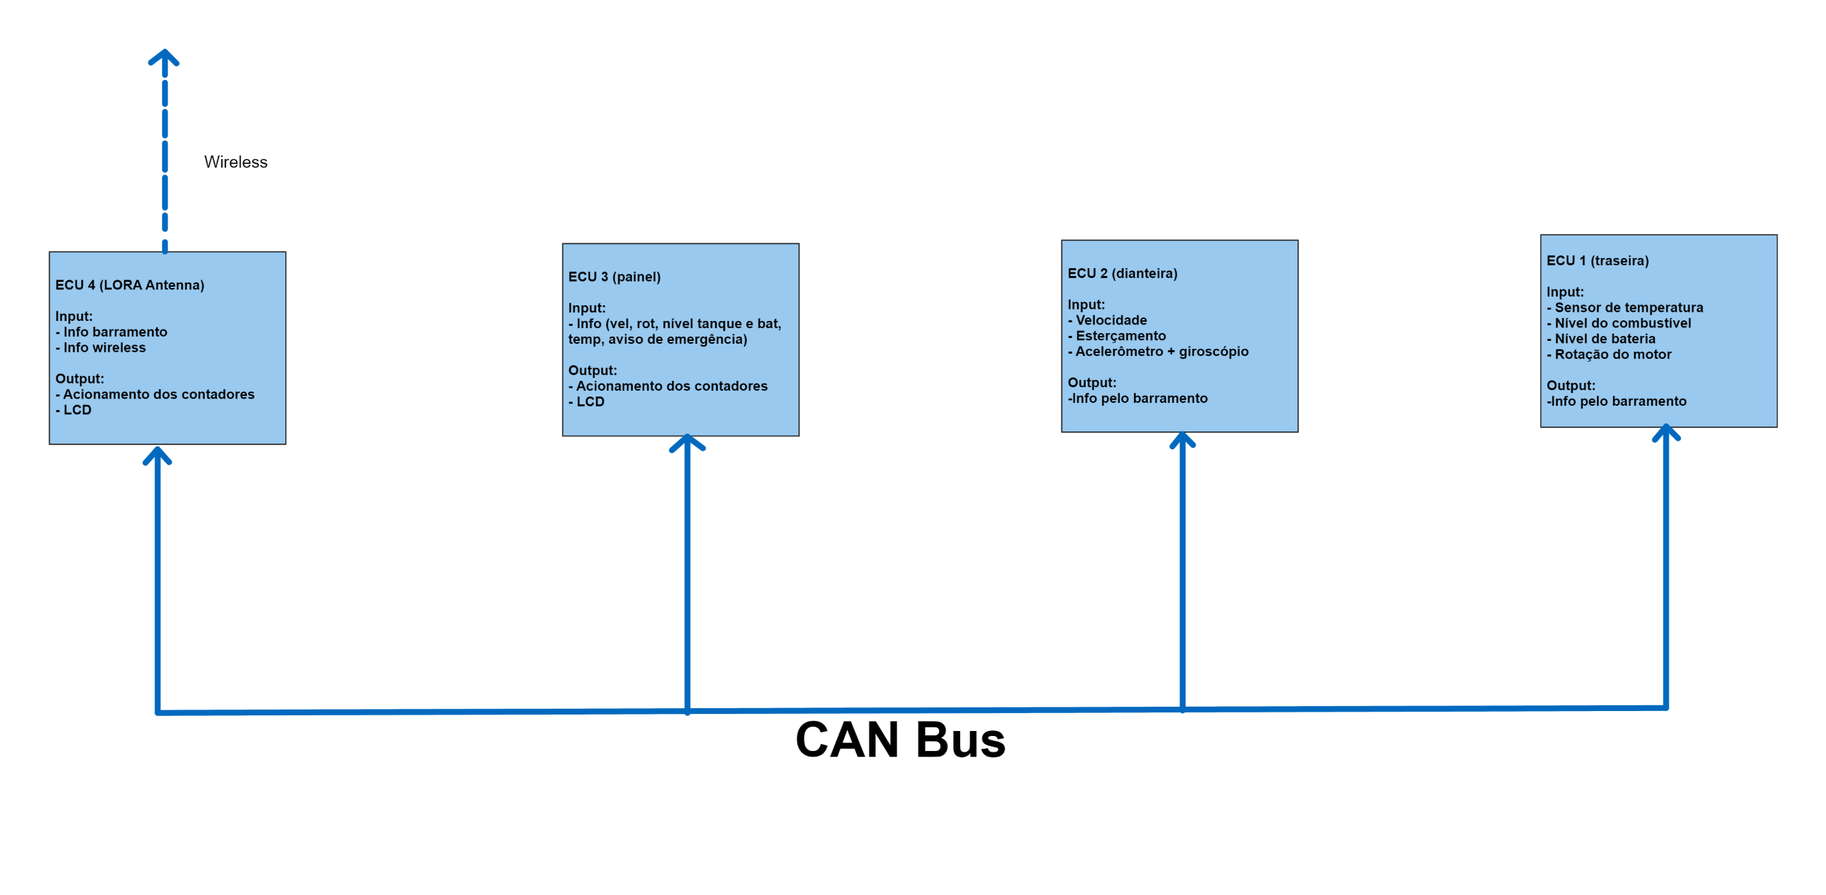 Wireless
ECU 4 (LORA Antenna)
Input:
- Info barramento
- Info wireless
Output:
- Acionamento dos contadores
- LCD
ECU 3 (painel)
Input:
- Info (vel, rot, nível tanque e bat,
temp, aviso de emergência)
Output:
- Acionamento dos contadores
- LCD
ECU 2 (dianteira)
Input:
- Velocidade
- Esterçamento
- Acelerômetro + giroscópio
Output:
-Info pelo barramento
ECU 1 (traseira)
Input:
- Sensor de temperatura
- Nível do combustível
- Nível de bateria
- Rotação do motor
Output:
-Info pelo barramento
CAN Bus